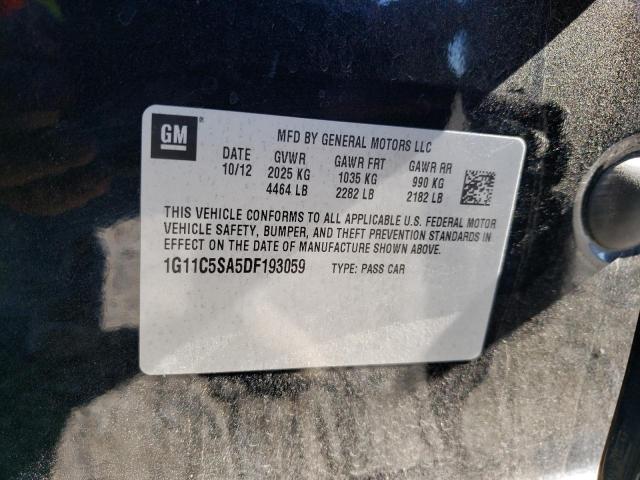 GM
MFD BY GENERAL MOTORS LLC
DATE GVWR GAWR FRT GAWR RR
10/12 2025 KG 1035 KG 990 KG
4464 LB 2282 LB 2182 LB
THIS VEHICLE CONFORMS TO ALL APPLICABLE U.S. FEDERAL MOTOR
VEHICLE SAFETY, BUMPER, AND THEFT PREVENTION STANDARDS IN
EFFECT ON THE DATE OF MANUFACTURE SHOWN ABOVE.
1G11C5SA5DF193059 TYPE: PASS CAR